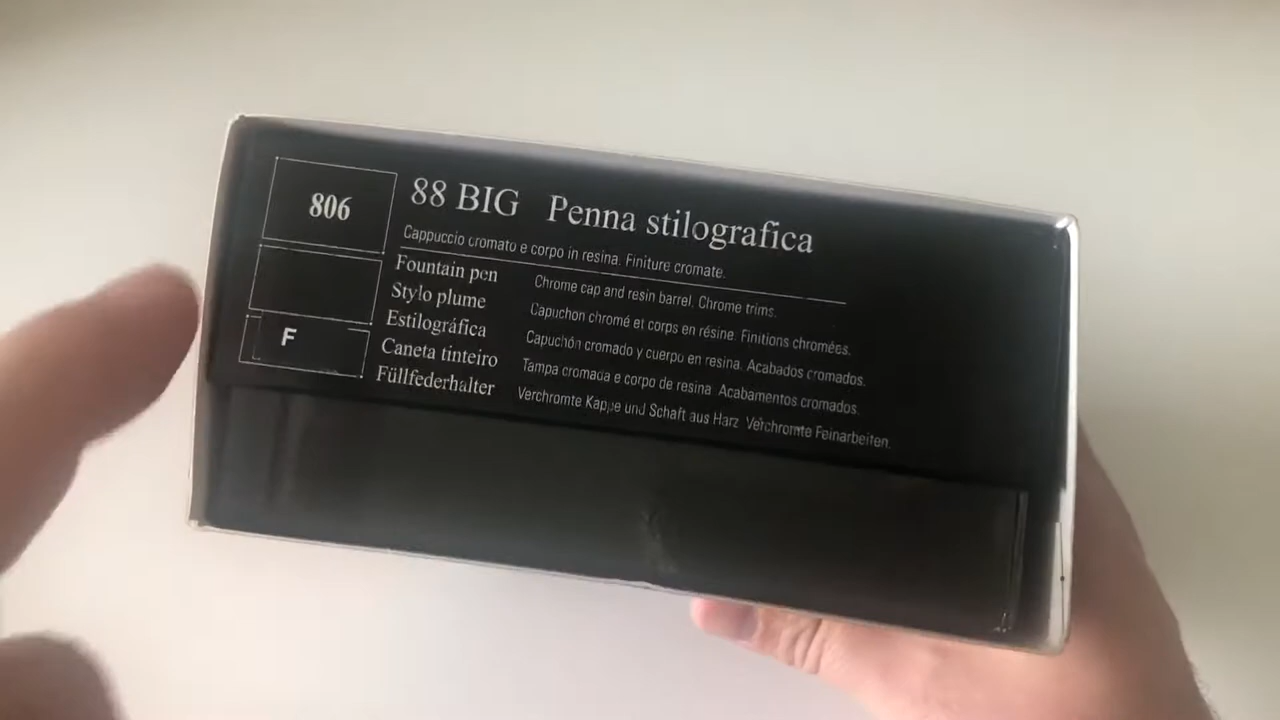 806
88 BIG Penna stilografica
Cappuccio cromato e corpo in resina. Finiture cromate.
Fountain pen Chrome cap and resin barrel. Chrome trims.
Stylo plume Capuchon chromé et corps en résine. Finitions chromées.
Estilográfica Capuchón cromado y cuerpo en resina. Acabados cromados.
Caneta tinteiro Tampa cromada e corpo de resina Acabamentos cromados.
Füllfederhalter Verchromte Kappe und Schaft aus Harz Verchromte Feinarbeiten.
F